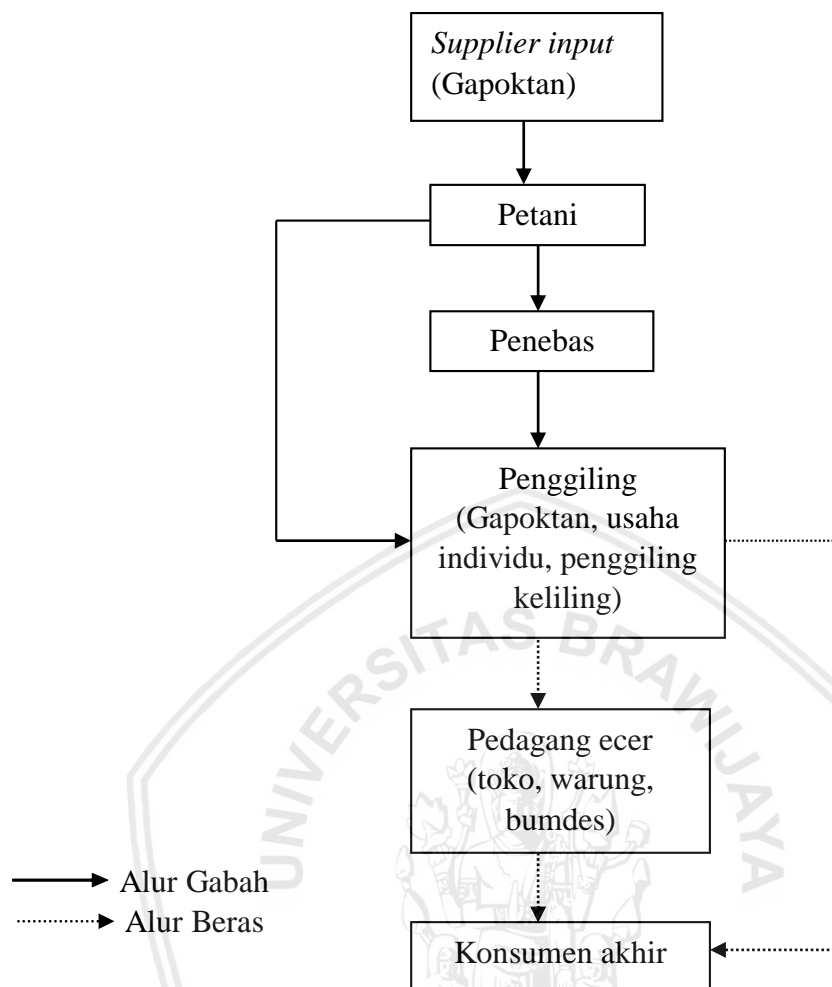 Supplier input
(Gapoktan)
Petani
Penebas
Penggiling
(Gapoktan, usaha
individu, penggiling
keliling)
UNIVERSITAS BRAWIJAYA
Pedagang ecer
(toko, warung,
bumdes)
Alur Gabah
Alur Beras
Konsumen akhir